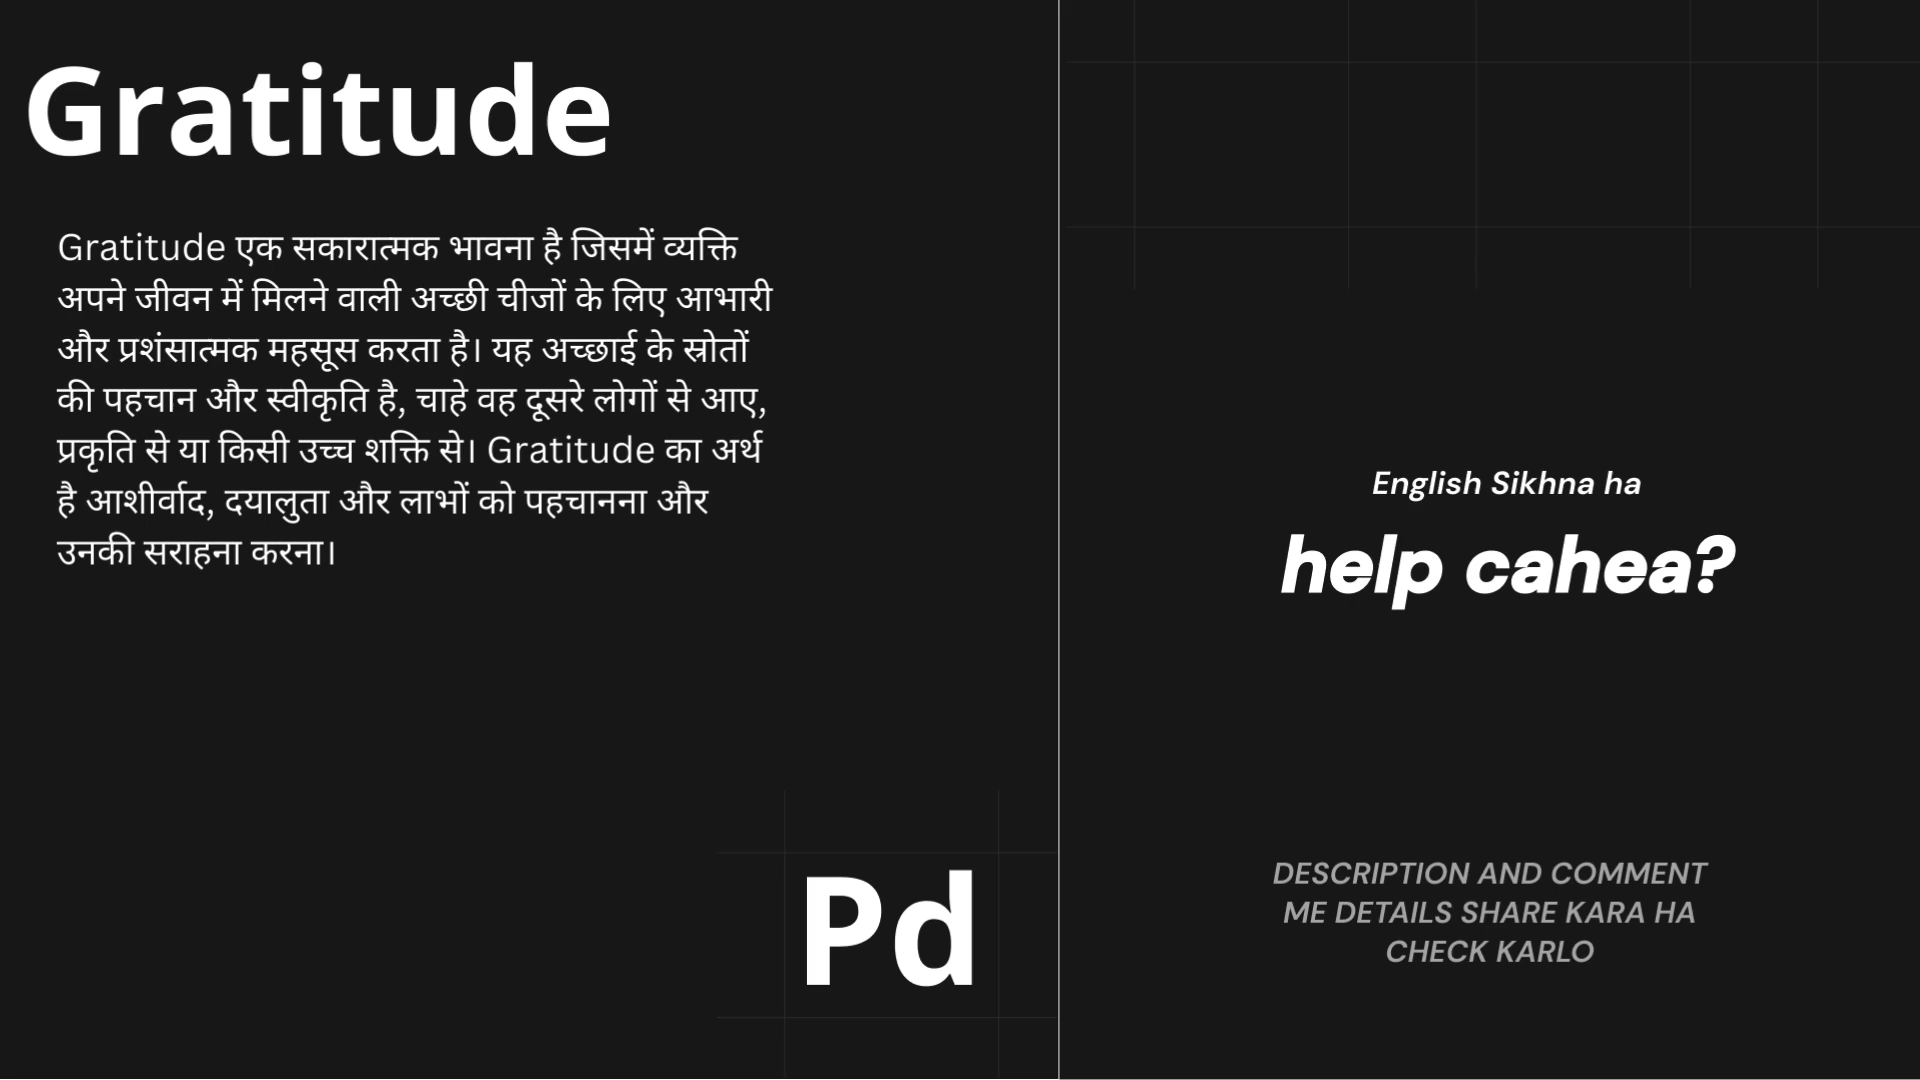 Gratitude
Gratitude एक सकारात्मक भावना है जिसमें व्यक्ति
अपने जीवन में मिलने वाली अच्छी चीजों के लिए आभारी
और प्रशंसात्मक महसूस करता है। यह अच्छाई के स्रोतों
की पहचान और स्वीकृति है, चाहे वह दूसरे लोगों से आए,
प्रकृति से या किसी उच्च शक्ति से। Gratitude का अर्थ
है आशीर्वाद, दयालुता और लाभों को पहचानना और
उनकी सराहना करना।
Pd
English Sikhna ha
help cahea?
DESCRIPTION AND COMMENT
ME DETAILS SHARE KARA HA
CHECK KARLO